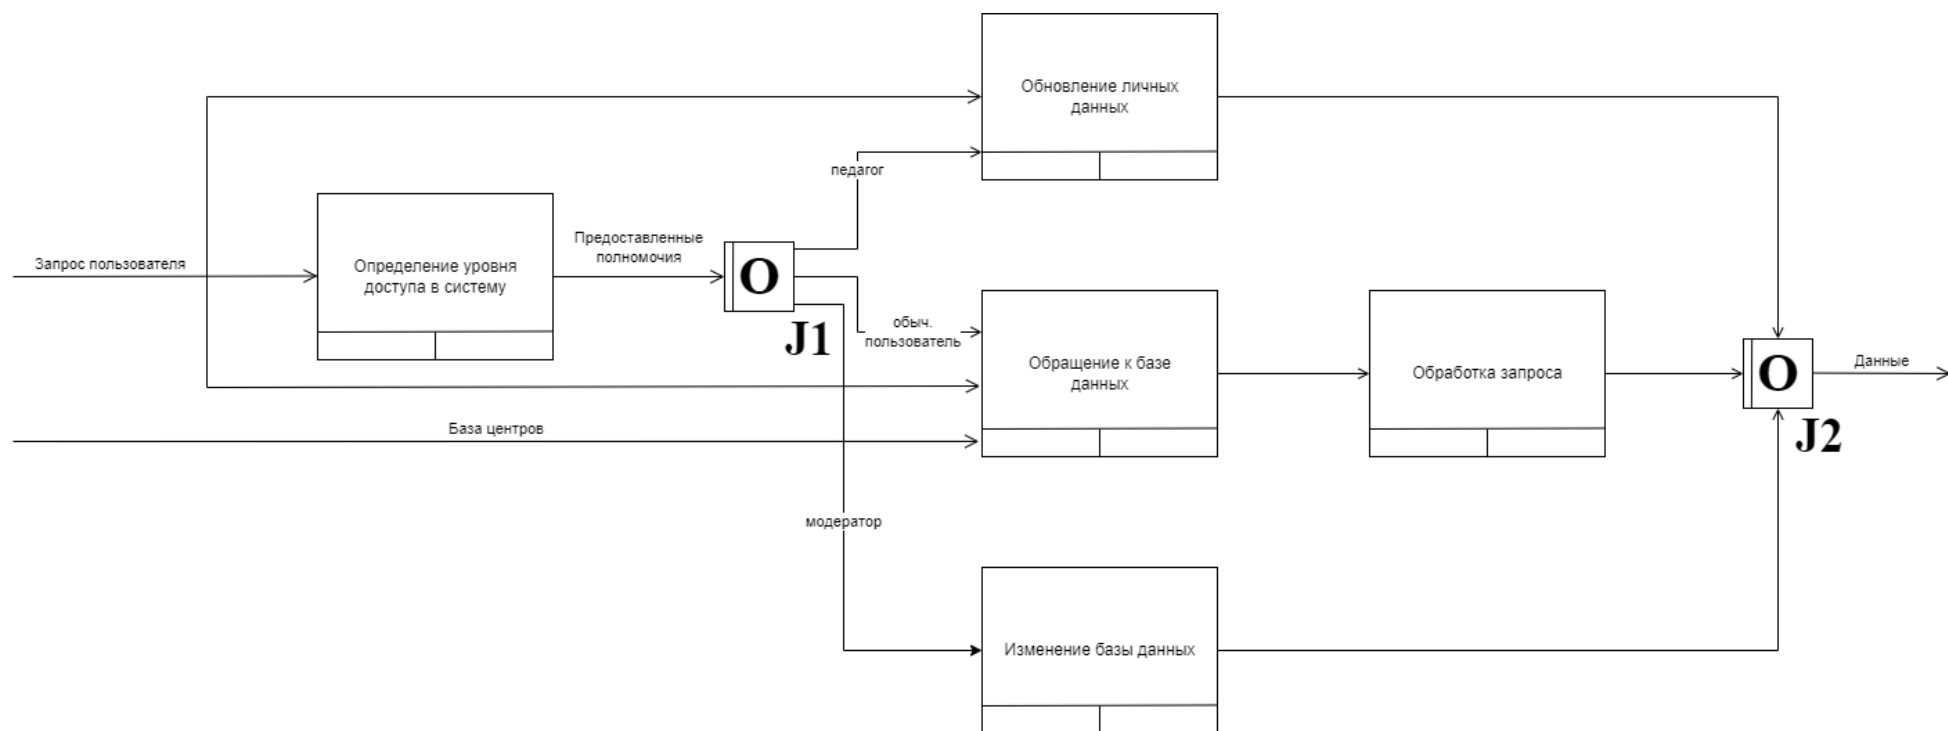 Обновление личных
данных
педагог
Запрос пользователя
Определение уровня
доступа в систему
Предоставленные
полномочия
O
J1
обыч.
пользователь
Обращение к базе
данных
Обработка запроса
O
J2
Данные
База центров
модератор
Изменение базы данных